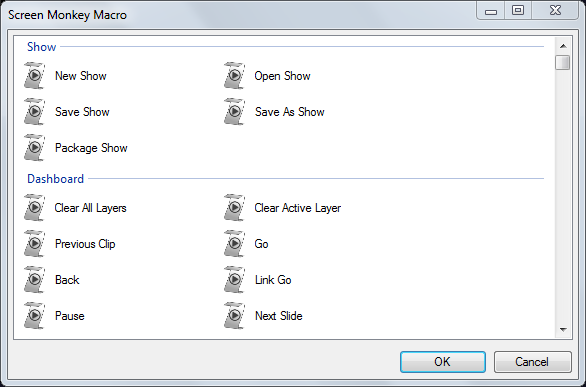 Screen Monkey Macro
Show
New Show Open Show
Save Show Save As Show
Package Show
Dashboard
Clear All Layers Clear Active Layer
Previous Clip Go
Back Link Go
Pause Next Slide
OK Cancel